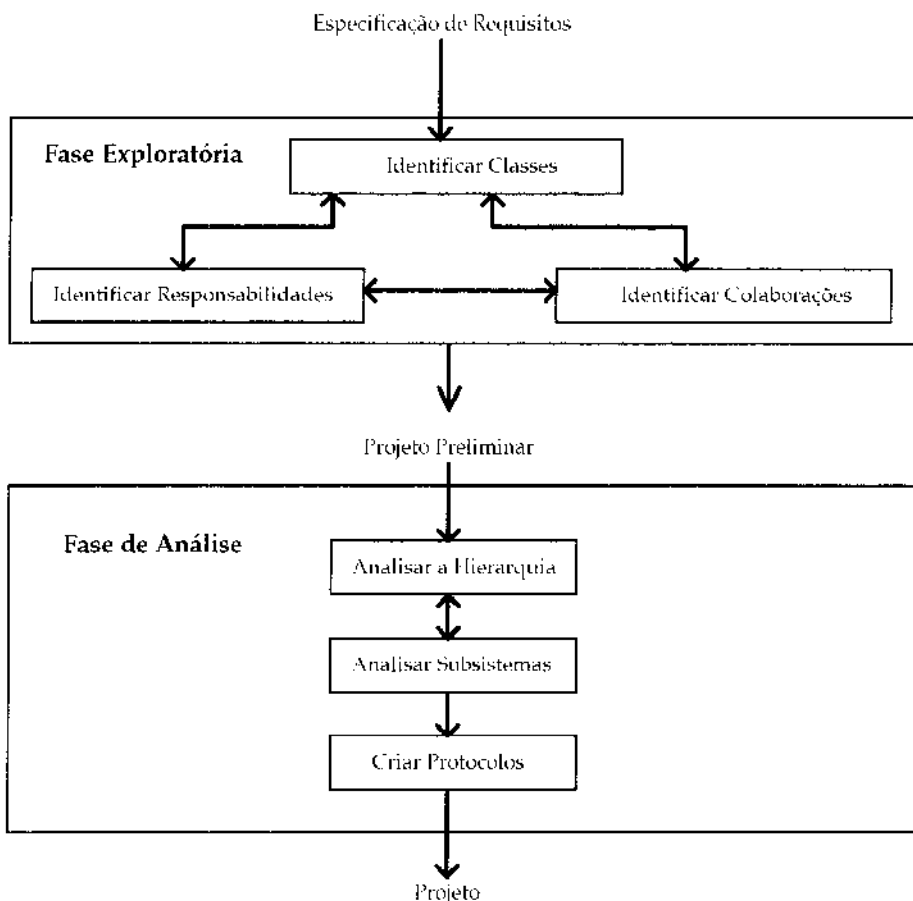 Especificação de Requisitos
Fase Exploratória
Identificar Classes
Identificar Responsabilidades
Identificar Colaborações
Projeto Preliminar
Fase de Análise
Analisar a Hierarquia
Analisar Subsistemas
Criar Protocolos
Projeto